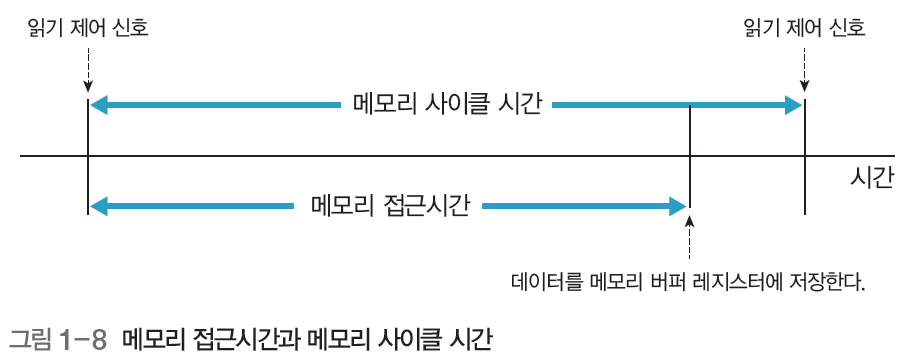 읽기 제어 신호
읽기 제어 신호
메모리 사이클 시간
시간
메모리 접근시간
데이터를 메모리 버퍼 레지스터에 저장한다.
그림 1-8 메모리 접근시간과 메모리 사이클 시간